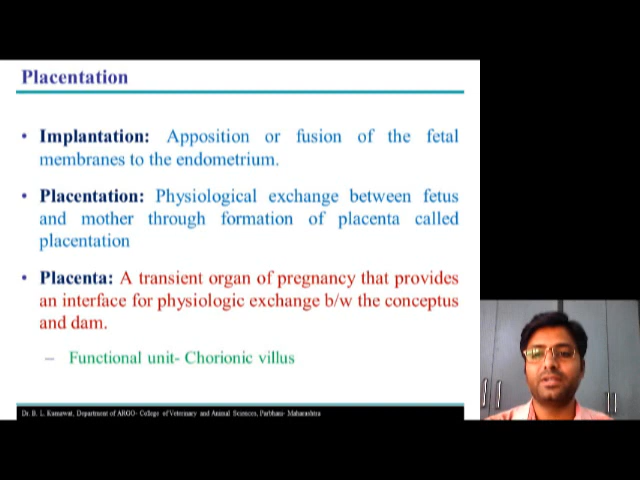 Placentation
• Implantation: Apposition or fusion of the fetal
membranes to the endometrium.
• Placentation: Physiological exchange between fetus
and mother through formation of placenta called
placentation
• Placenta: A transient organ of pregnancy that provides
an interface for physiologic exchange b/w the conceptus
and dam.
– Functional unit- Chorionic villus
Dr. B. L. Kumawat, Department of ARGO- College of Veterinary and Animal Sciences, Parbhani- Maharashtra